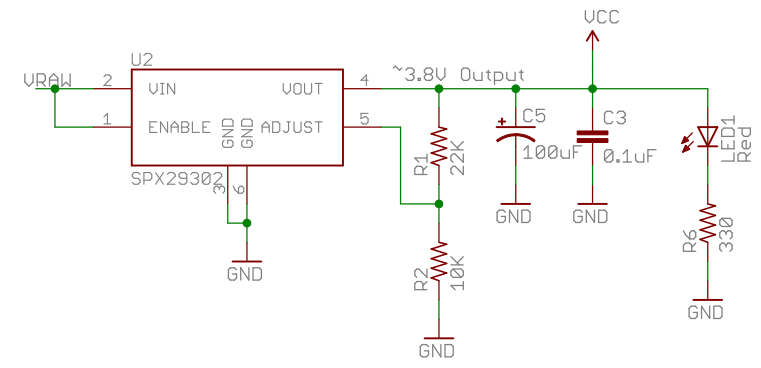 VCC
U2
VRAW
2
VIN
VOUT
4
~3.8V Output
1
ENABLE
GND
GND
ADJUST
5
SPX29302
3
6
GND
R1
22K
R2
10K
GND
C5
100uF
GND
C3
0.1uF
GND
LED1
Red
R6
330
GND